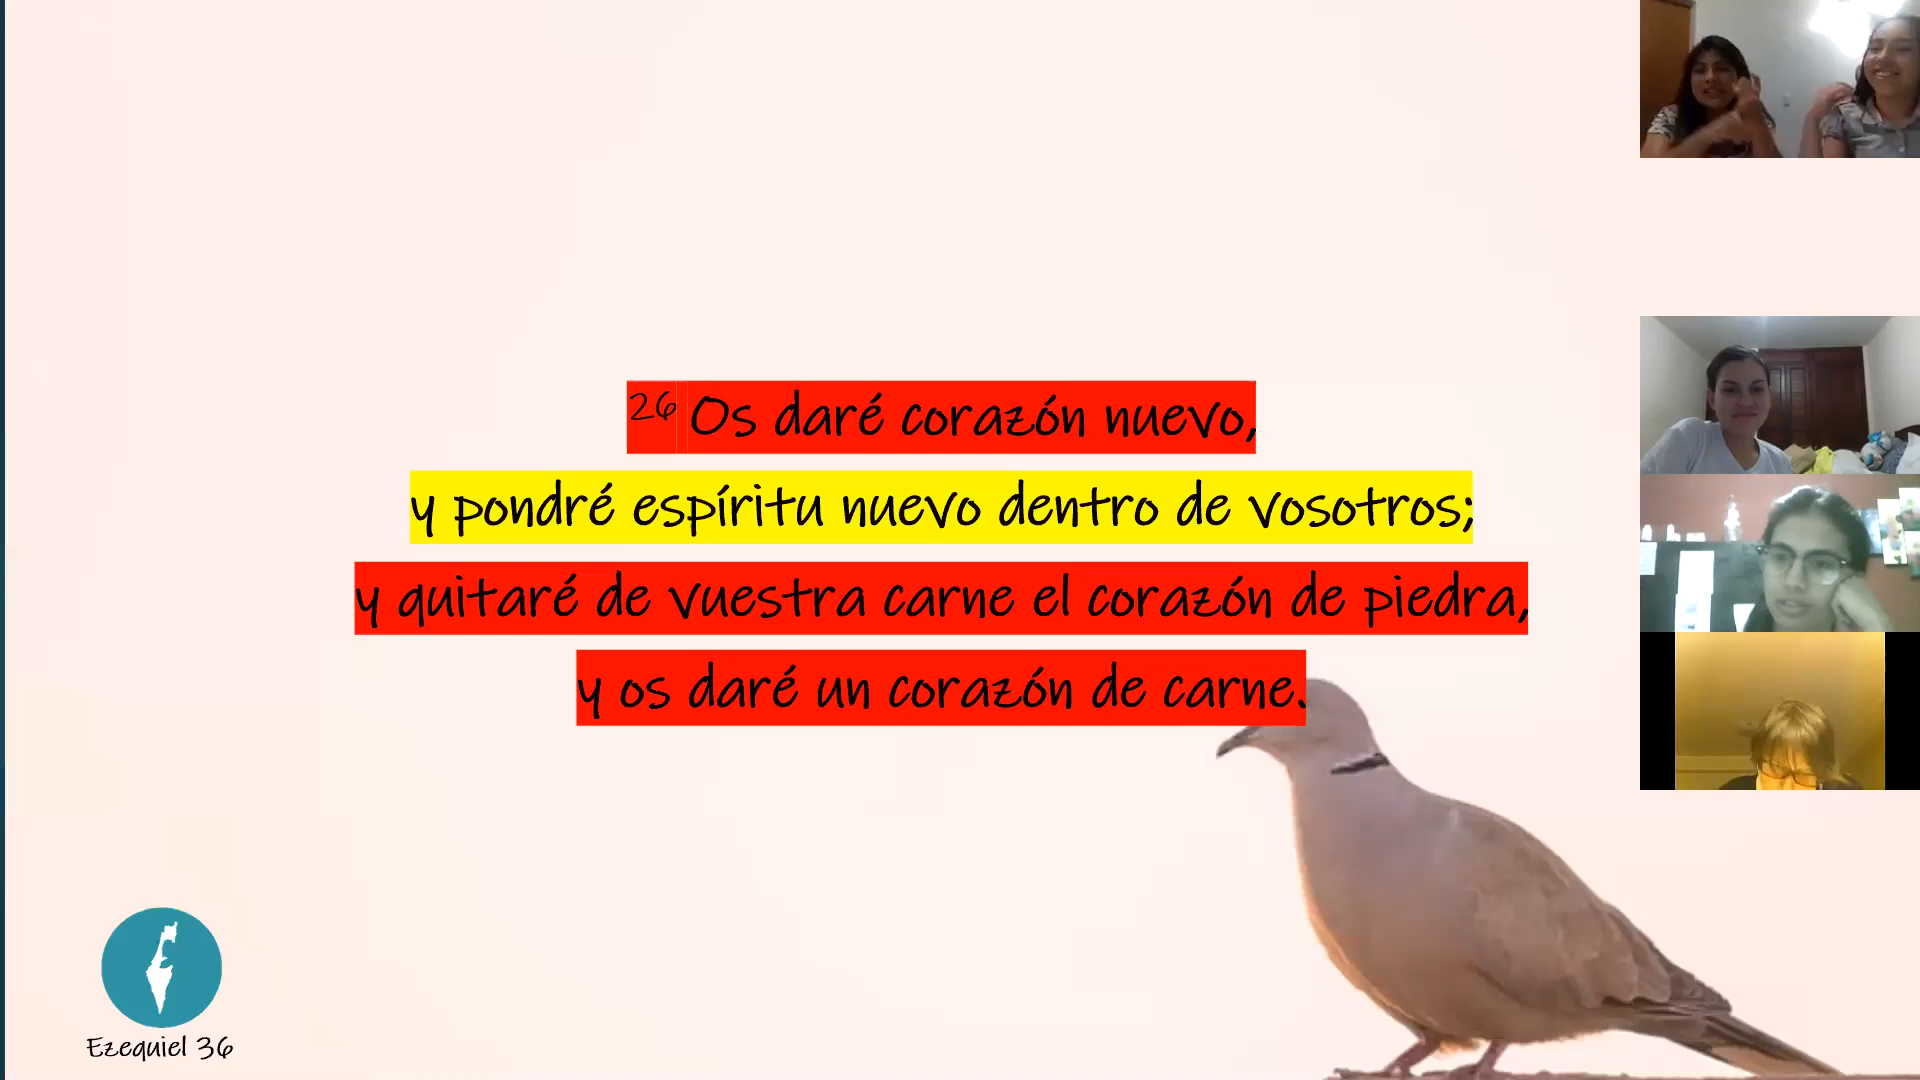 26 Os daré corazón nuevo,
y pondré espíritu nuevo dentro de vosotros;
y quitaré de vuestra carne el corazón de piedra,
y os daré un corazón de carne.
Ezequiel 36